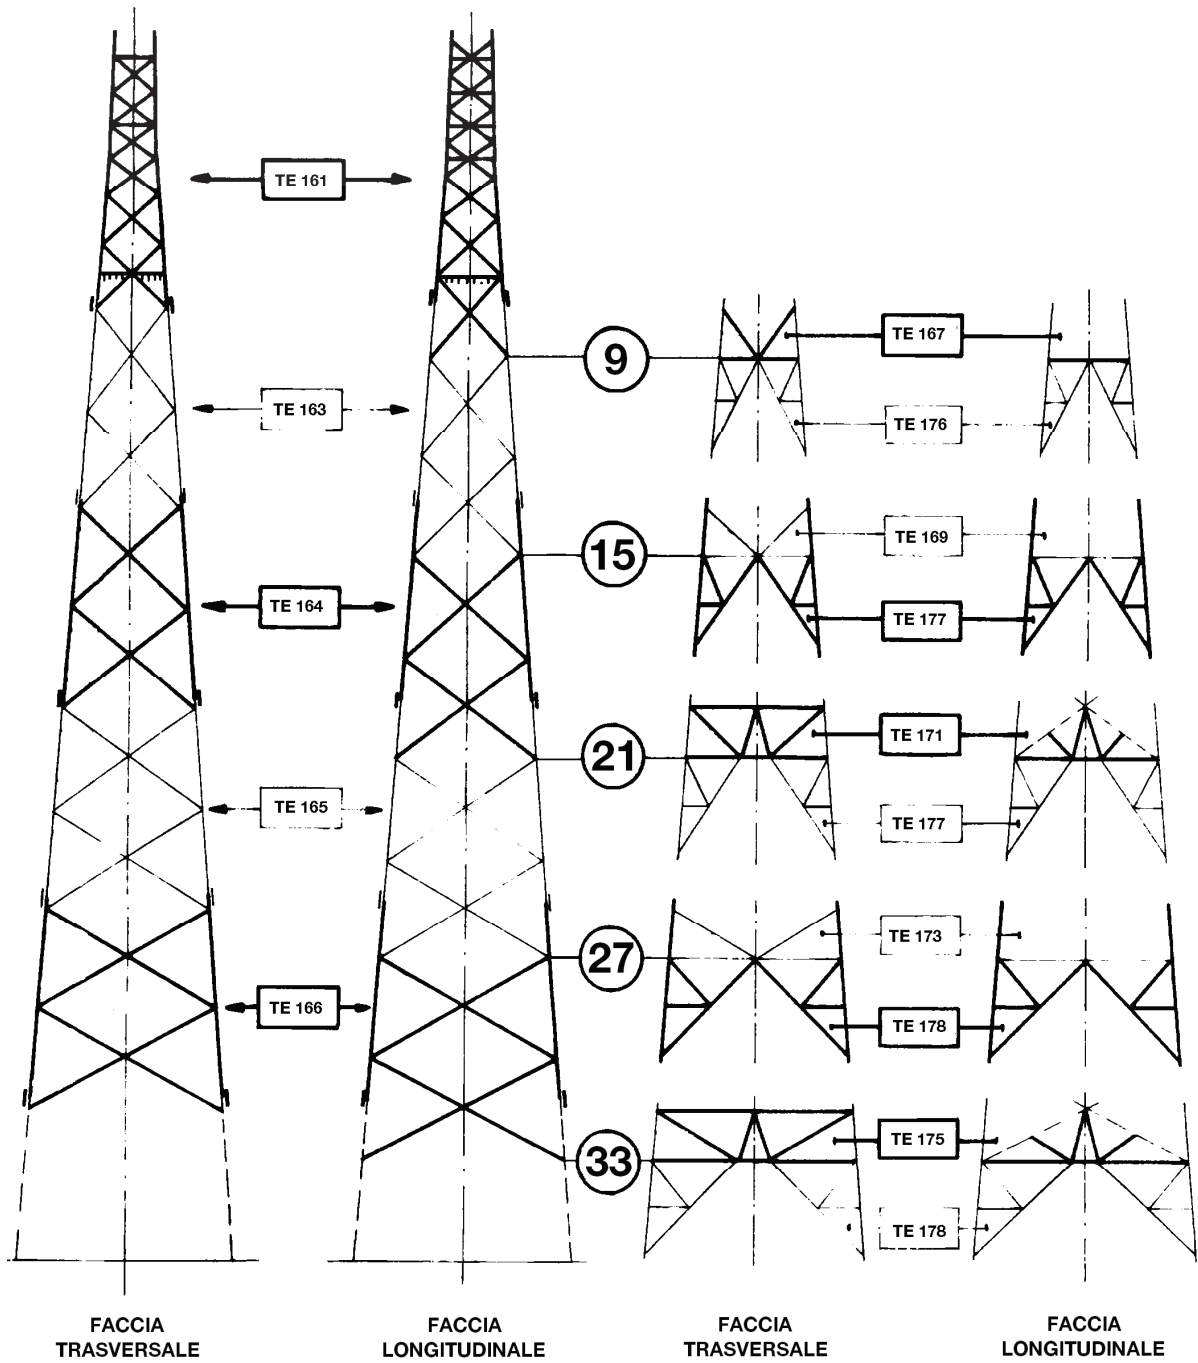 TE 161
TE 163
TE 164
TE 165
TE 166
9
15
21
27
33
TE 167
TE 176
TE 169
TE 177
TE 171
TE 177
TE 173
TE 178
TE 175
TE 178
FACCIA
TRASVERSALE
FACCIA
LONGITUDINALE
FACCIA
TRASVERSALE
FACCIA
LONGITUDINALE